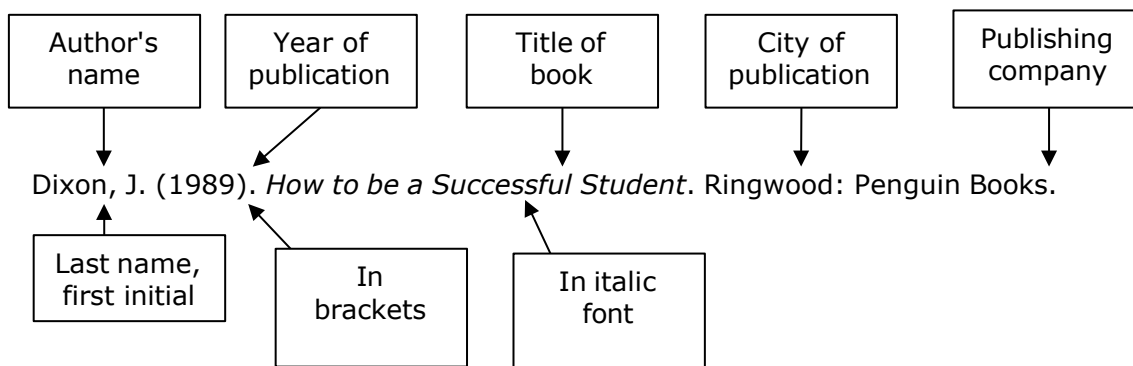 Author's
name
Year of
publication
Title of
book
City of
publication
Publishing
company
Dixon, J. (1989). How to be a Successful Student. Ringwood: Penguin Books.
Last name,
first initial
In
brackets
In italic
font